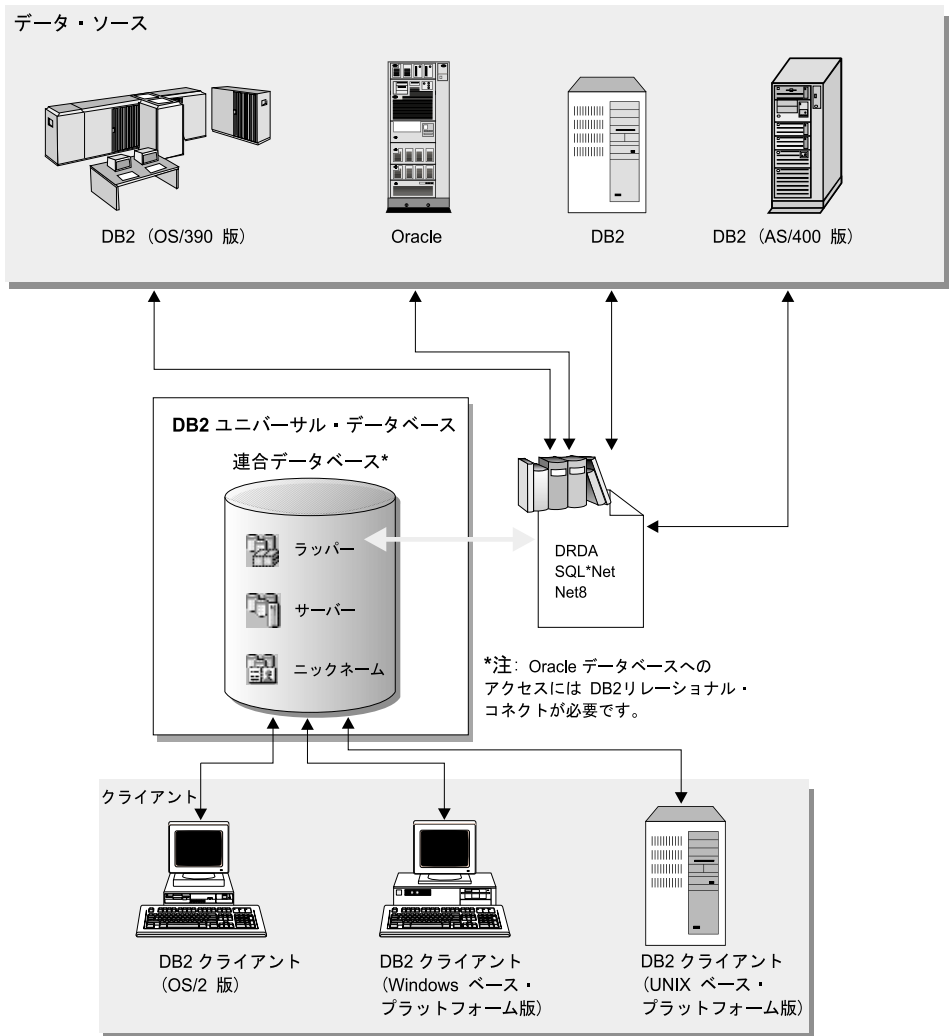 データ・ソース
DB2 (OS/390 版)
Oracle
DB2
DB2 (AS/400 版)
DB2 ユニバーサル・データベース
連合データベース*
ラッパー
サーバー
ニックネーム
DRDA
SQL*Net
Net8
*注: Oracle データベースへの
アクセスには DB2リレーショナル・
コネクトが必要です。
クライアント
DB2 クライアント
(OS/2 版)
DB2 クライアント
(Windows ベース・
プラットフォーム版)
DB2 クライアント
(UNIX ベース・
プラットフォーム版)